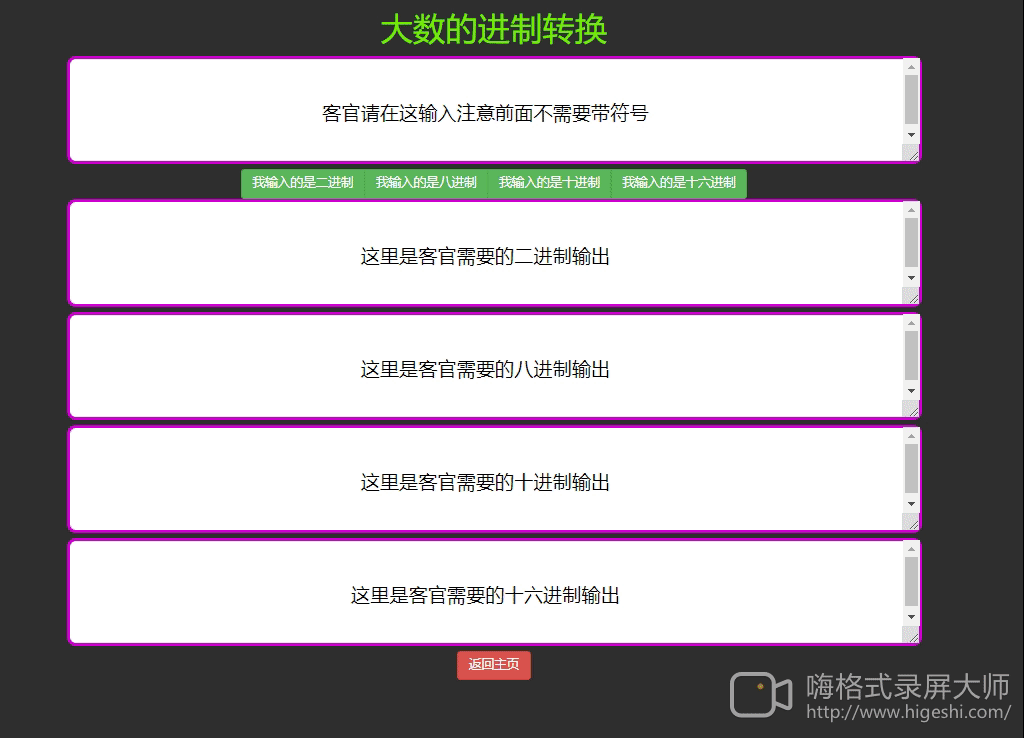 大数的进制转换
客官请在这输入注意前面不需要带符号
我输入的是二进制 我输入的是八进制 我输入的是十进制 我输入的是十六进制
这里是客官需要的二进制输出
这里是客官需要的八进制输出
这里是客官需要的十进制输出
这里是客官需要的十六进制输出
返回主页
嗨格式录屏大师
http://www.higeshi.com/